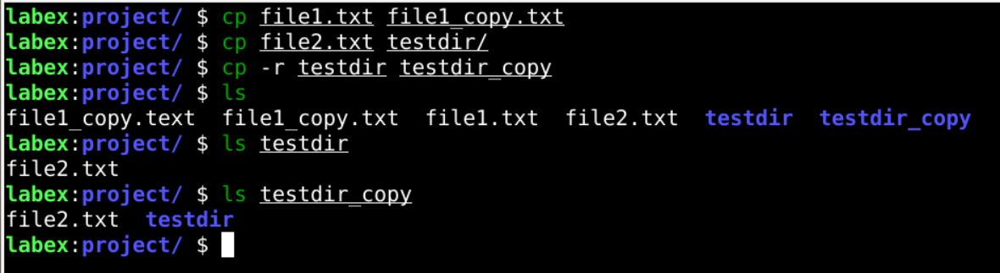 labex:project/ $ cp file1.txt file1_copy.txt
labex:project/ $ cp file2.txt testdir/
labex:project/ $ cp -r testdir testdir_copy
labex:project/ $ ls
file1_copy.text  file1_copy.txt  file1.txt  file2.txt  testdir  testdir_copy
labex:project/ $ ls testdir
file2.txt
labex:project/ $ ls testdir_copy
file2.txt  testdir
labex:project/ $